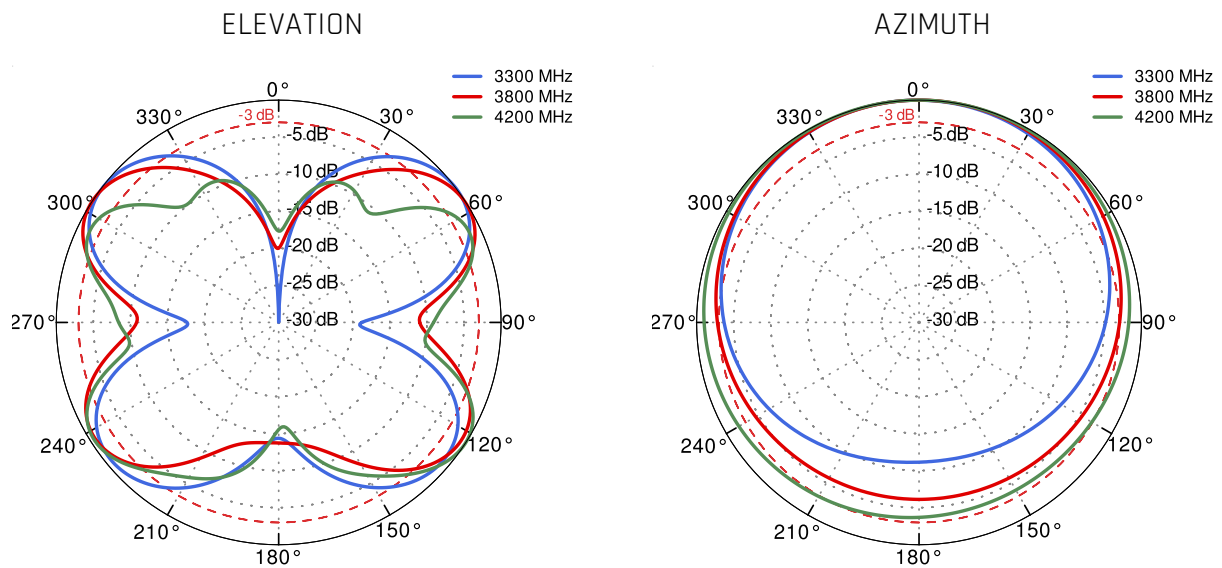 ELEVATION
3300 MHz
3800 MHz
4200 MHz
0°
330°
-3 dB
30°
-5 dB
-10 dB
300°
-15 dB
60°
-20 dB
-25 dB
270°
-30 dB
90°
240°
120°
210°
150°
180°
AZIMUTH
3300 MHz
3800 MHz
4200 MHz
0°
330°
-3 dB
30°
-5 dB
-10 dB
300°
-15 dB
60°
-20 dB
-25 dB
270°
-30 dB
90°
240°
120°
210°
150°
180°